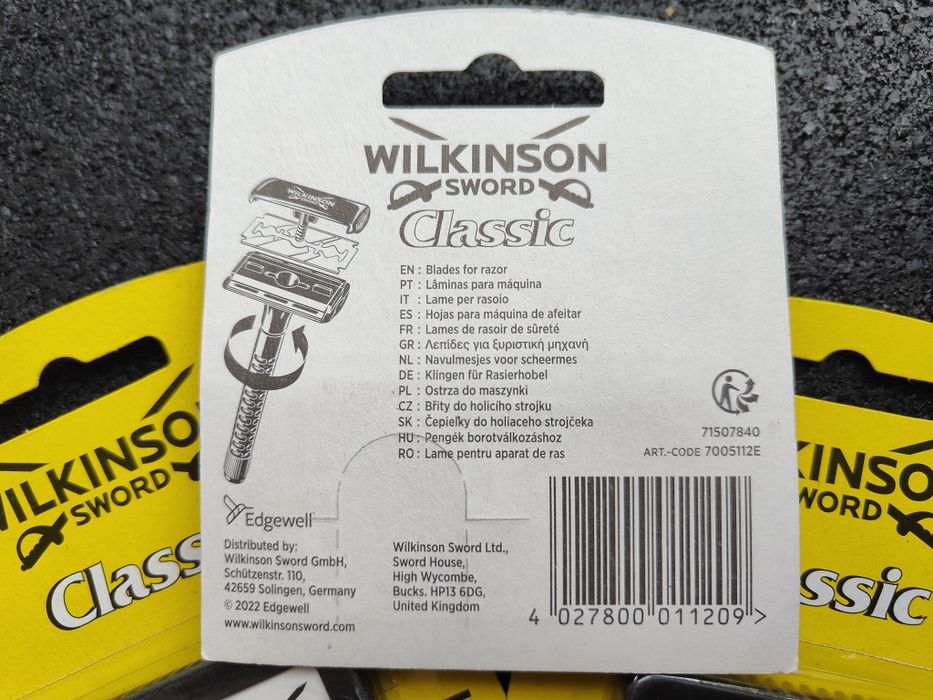 WILKINSON
SWORD
Classic
WILKINSON
SWORD
EN : Blades for razor
PT : Lâminas para máquina
IT : Lame per rasoio
ES : Hojas para máquina de afeitar
FR : Lames de rasoir de sûreté
GR : Λεπίδες για ξυριστική μηχανή
NL : Navulmesjes voor scheermes
DE : Klingen für Rasierhobel
PL : Ostrza do maszynki
CZ : Břity do holicího strojku
SK : Čepieľky do holiaceho strojčeka
HU : Pengék borotválkozáshoz
RO : Lame pentru aparat de ras
71507840
ART.-CODE 7005112E
Edgewell
Distributed by:
Wilkinson Sword GmbH,
Schützenstr. 110,
42659 Solingen, Germany
© 2022 Edgewell
www.wilkinsonsword.com
Wilkinson Sword Ltd.,
Sword House,
High Wycombe,
Bucks. HP13 6DG,
United Kingdom
4 027800 011209 >
WILKINSO
SWORD
Class
KINSO
WORD
ssic